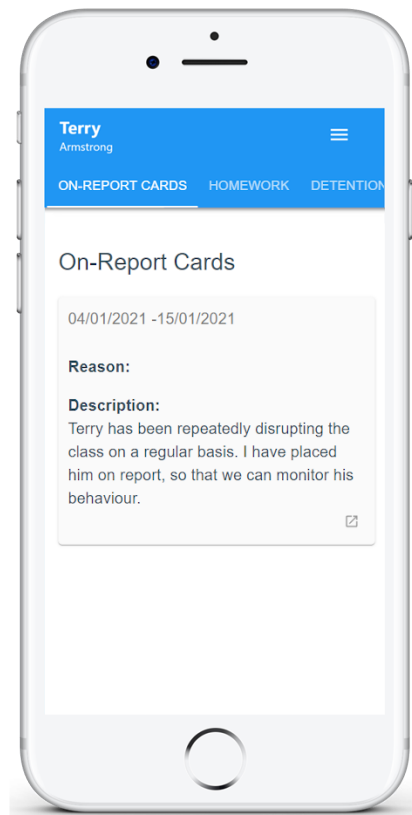 Terry
Armstrong
ON-REPORT CARDS HOMEWORK DETENTION
On-Report Cards
04/01/2021 -15/01/2021
Reason:
Description:
Terry has been repeatedly disrupting the
class on a regular basis. I have placed
him on report, so that we can monitor his
behaviour.